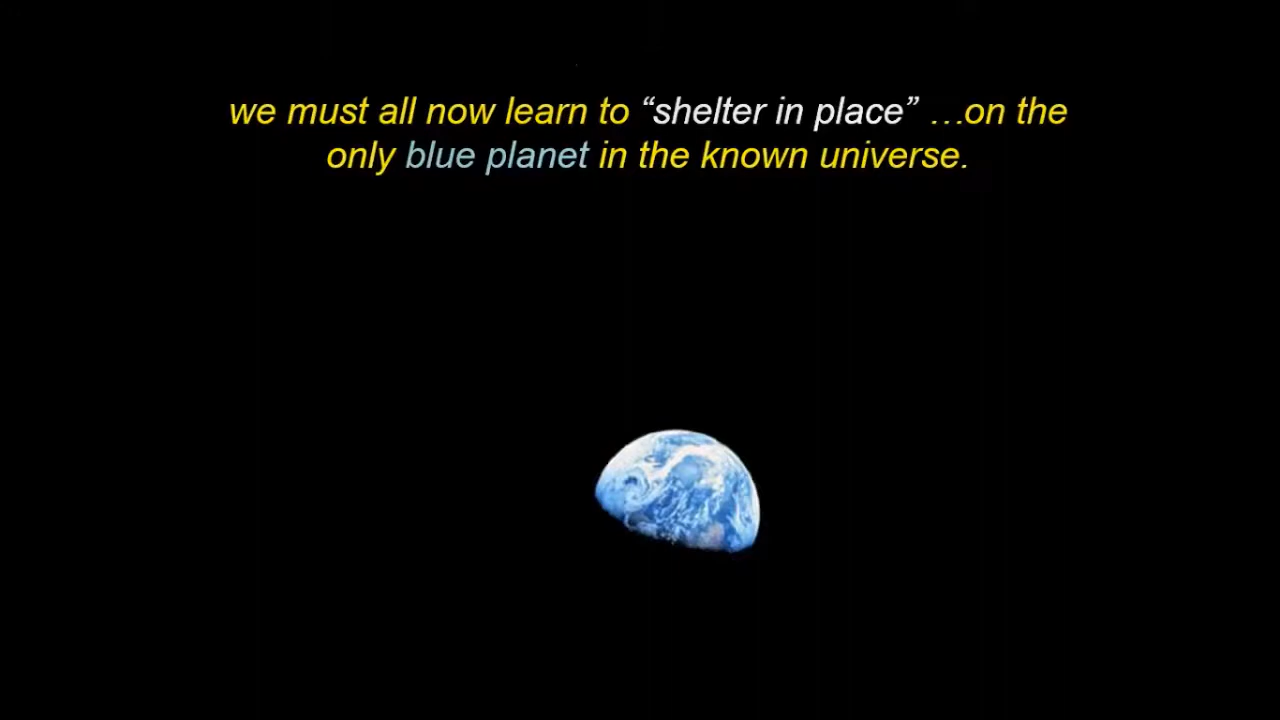 we must all now learn to “shelter in place” …on the
only blue planet in the known universe.